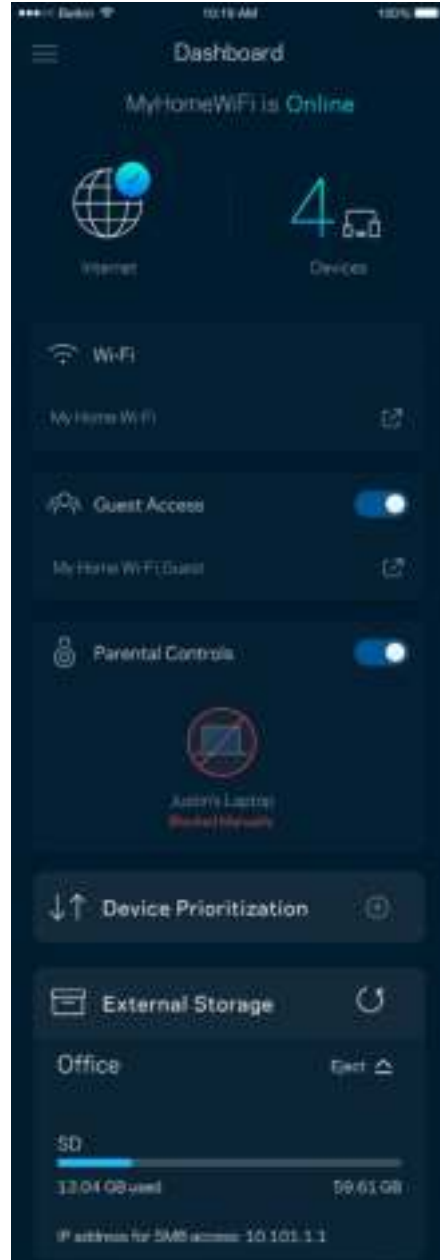 Belkin 10:15 AM 100%
Dashboard
MyHomeWiFi is Online
4
Internet Devices
Wi-Fi
My Home Wi-Fi
Guest Access
My Home Wi-Fi Guest
Parental Controls
Justin's Laptop
Blocked Manually
Device Prioritization
External Storage
Office Eject
SD
13.04 GB used 59.61 GB
IP address for SMB access: 10.101.1.1